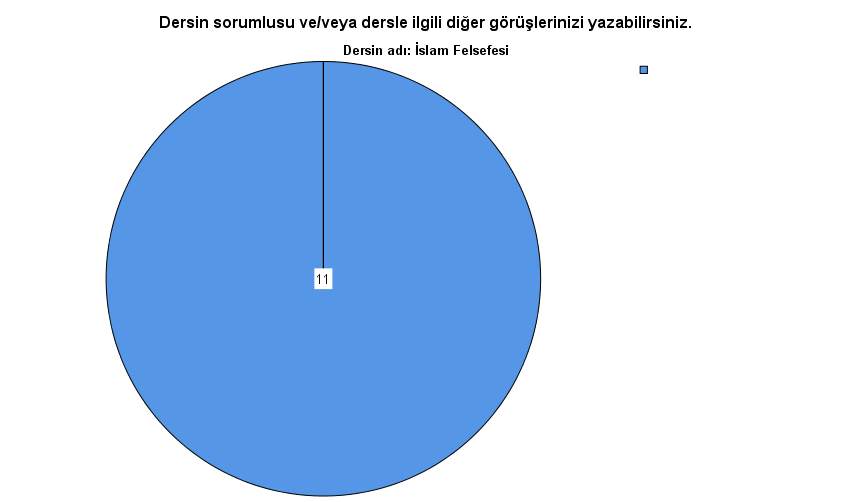 Dersin sorumlusu ve/veya dersle ilgili diğer görüşlerinizi yazabilirsiniz.
Dersin adı: İslam Felsefesi
11